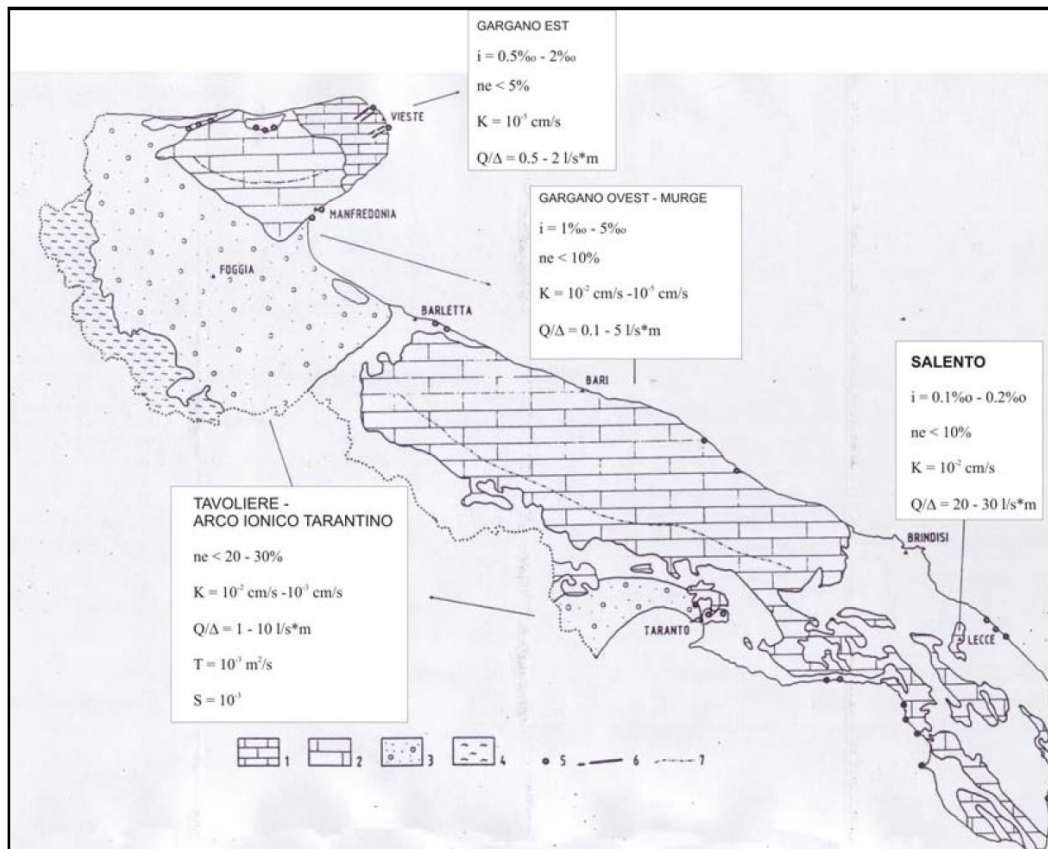 GARGANO EST
i = 0.5‰ - 2‰
ne < 5%
K = 10⁻³ cm/s
Q/Δ = 0.5 - 2 l/s*m
VIESTE
GARGANO OVEST - MURGE
i = 1‰ - 5‰
ne < 10%
K = 10⁻² cm/s -10⁻³ cm/s
Q/Δ = 0.1 - 5 l/s*m
MANFREDONIA
FOGGIA
BARLETTA
BARI
SALENTO
i = 0.1‰ - 0.2‰
ne < 10%
K = 10⁻² cm/s
Q/Δ = 20 - 30 l/s*m
TAVOLIERE -
ARCO IONICO TARANTINO
ne < 20 - 30%
K = 10⁻² cm/s -10⁻³ cm/s
Q/Δ = 1 - 10 l/s*m
T = 10⁻³ m²/s
S = 10⁻³
BRINDISI
TARANTO
LECCE
1 2 3 4 5 6 7